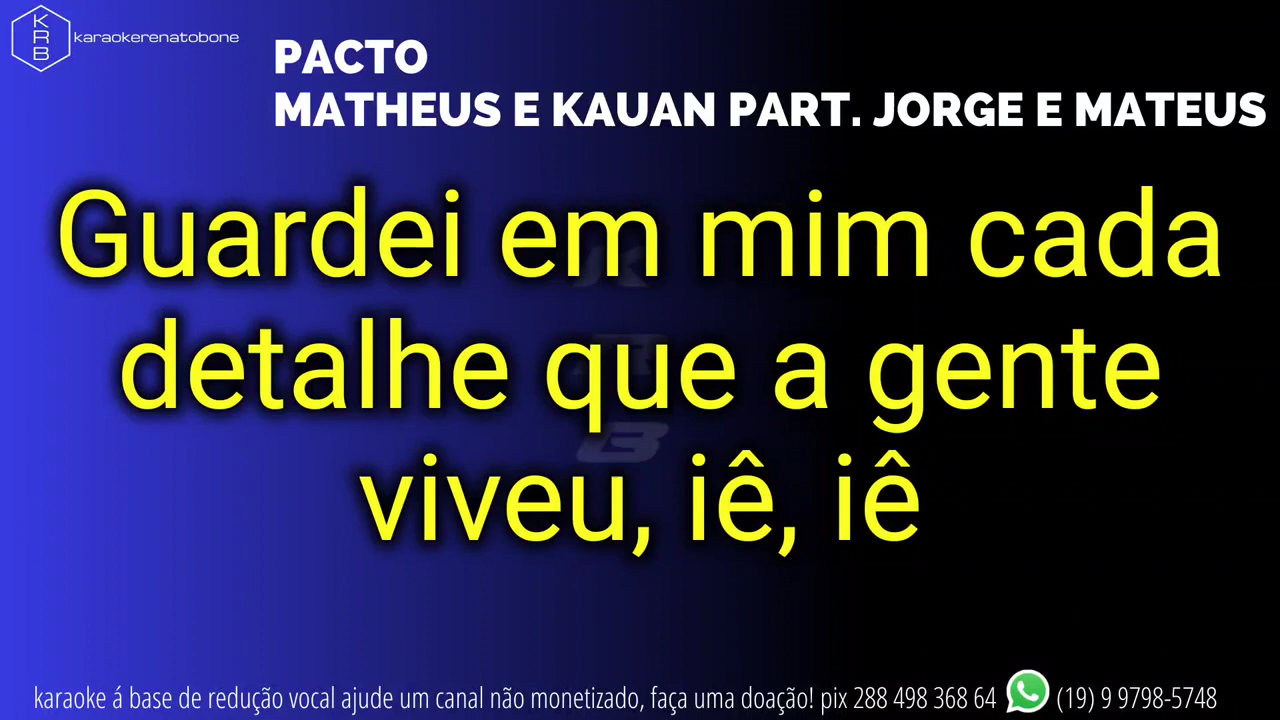 KRB
karaokerenatobone
PACTO
MATHEUS E KAUAN PART. JORGE E MATEUS
Guardei em mim cada
detalhe que a gente
viveu, iê, iê
KRB
karaoke á base de redução vocal ajude um canal não monetizado, faça uma doação! pix 288 498 368 64 (19) 9 9798-5748